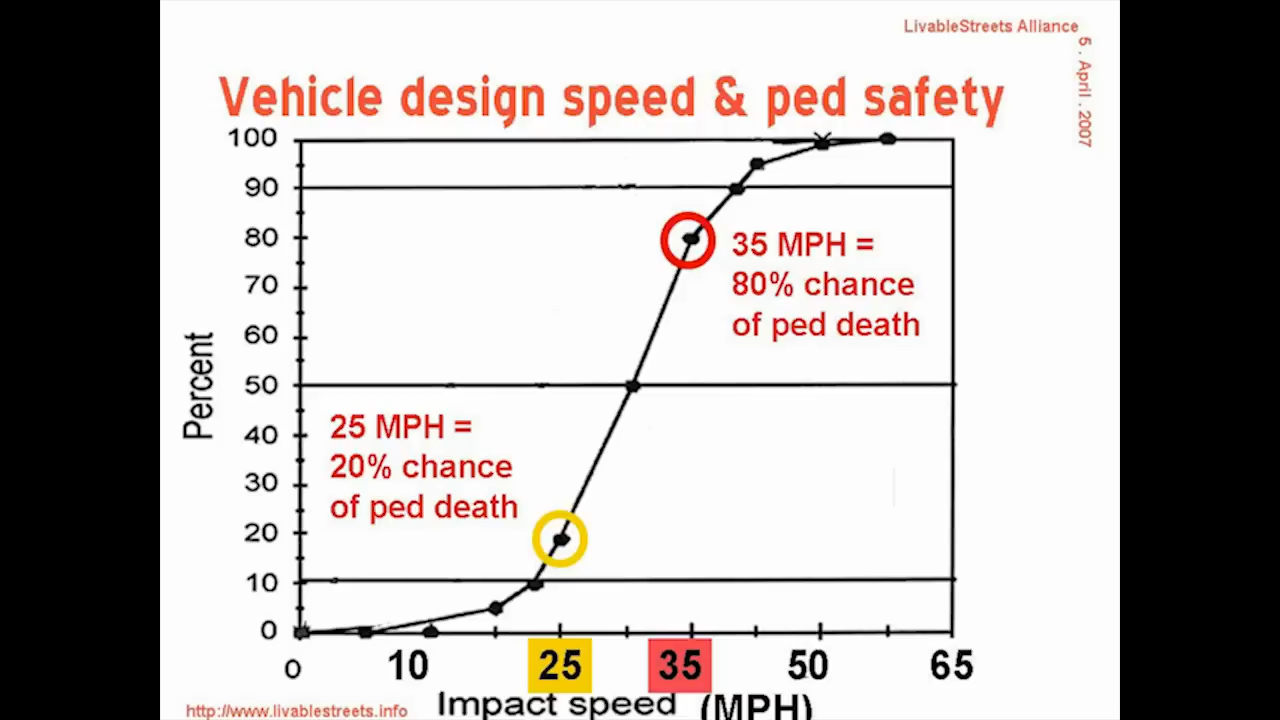 LivableStreets Alliance
5 . April . 2007
Vehicle design speed & ped safety
100
90
80
70
60
50
40
30
20
10
0
Percent
35 MPH =
80% chance
of ped death
25 MPH =
20% chance
of ped death
0 10 25 35 50 65
Impact speed (MPH)
http://www.livablestreets.info